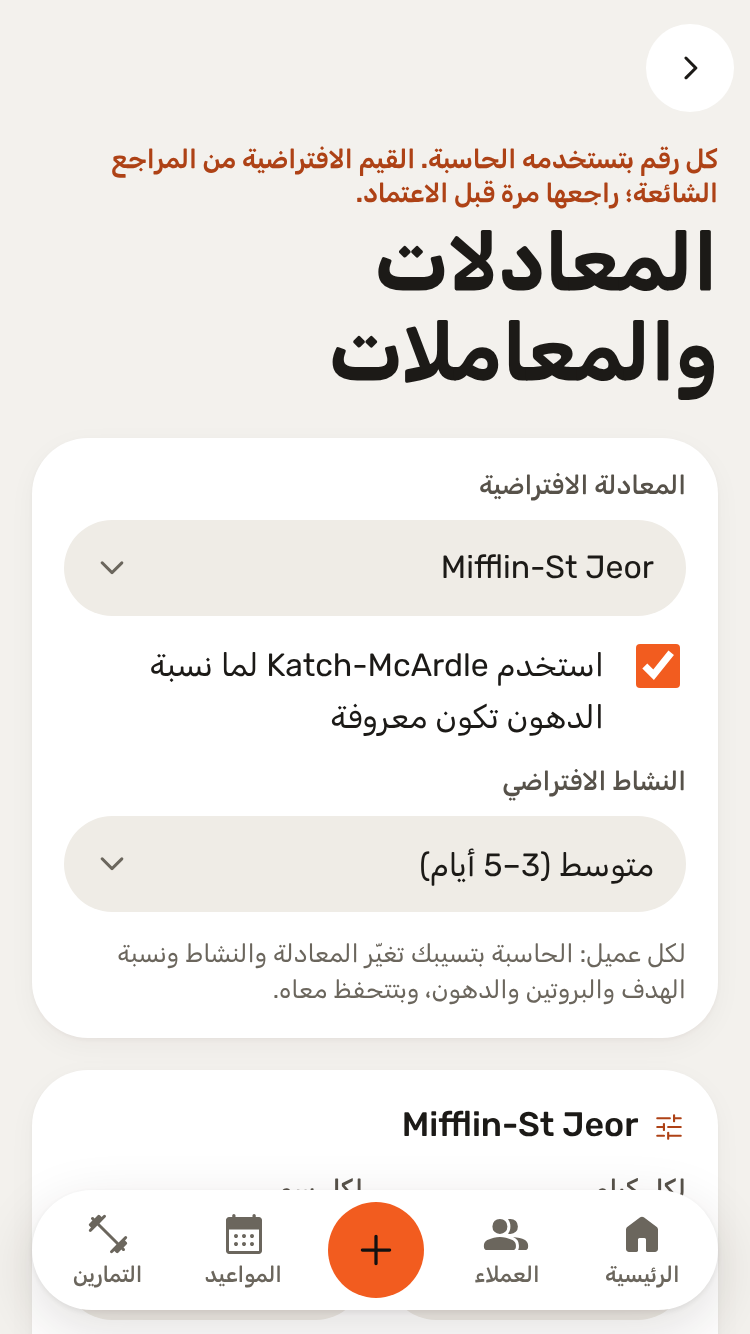 كل رقم بتستخدمه الحاسبة. القيم الافتراضية من المراجع
الشائعة؛ راجعها مرة قبل الاعتماد.
المعادلات
والمعاملات
المعادلة الافتراضية
Mifflin-St Jeor
استخدم Katch-McArdle لما نسبة
الدهون تكون معروفة
النشاط الافتراضي
متوسط (3–5 أيام)
لكل عميل: الحاسبة بتسيبك تغيّر المعادلة والنشاط ونسبة
الهدف والبروتين والدهون، وبتتحفظ معاه.
Mifflin-St Jeor
الرئيسية
العملاء
المواعيد
التمارين